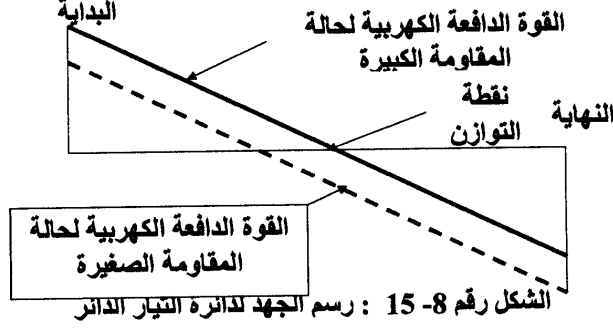 البداية
القوة الدافعة الكهربية لحالة
المقاومة الكبيرة
نقطة
التوازن
النهاية
القوة الدافعة الكهربية لحالة
المقاومة الصغيرة
الشكل رقم 8- 15 : رسم الجهد لدائرة التيار الدائر